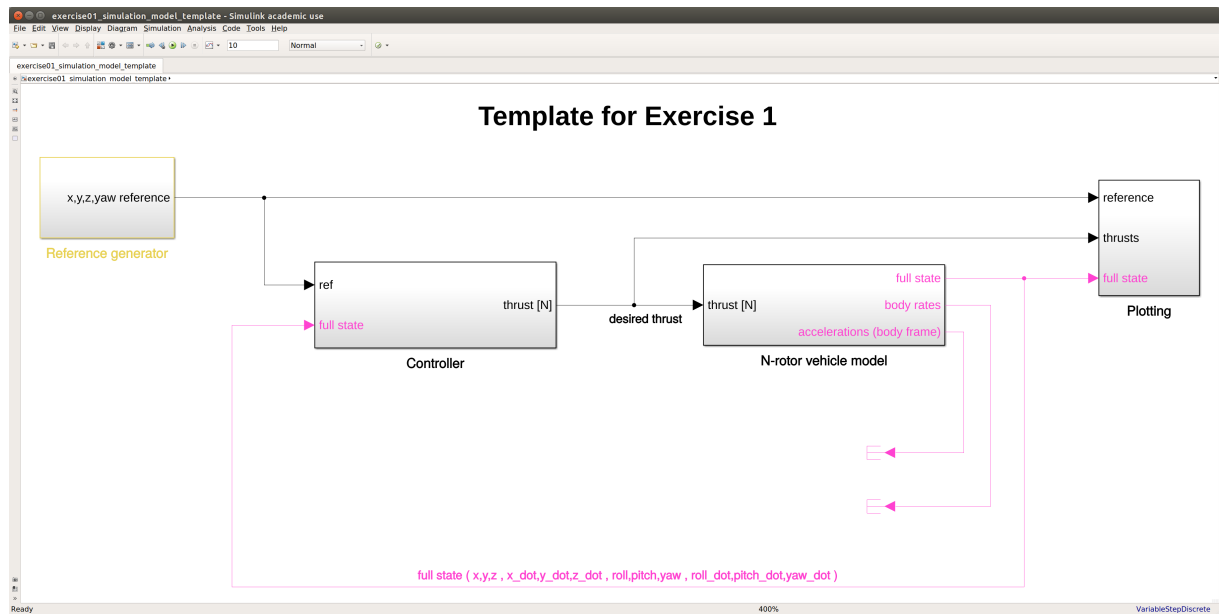 exercise01_simulation_model_template - Simulink academic use
File Edit View Display Diagram Simulation Analysis Code Tools Help
10 Normal
exercise01_simulation_model_template
exercise01_simulation_model_template
Template for Exercise 1
x,y,z,yaw reference
Reference generator
reference
thrusts
full state
Plotting
ref
full state
thrust [N]
Controller
desired thrust
thrust [N]
full state
body rates
accelerations (body frame)
N-rotor vehicle model
full state ( x,y,z , x_dot,y_dot,z_dot , roll,pitch,yaw , roll_dot,pitch_dot,yaw_dot )
Ready 400% VariableStepDiscrete